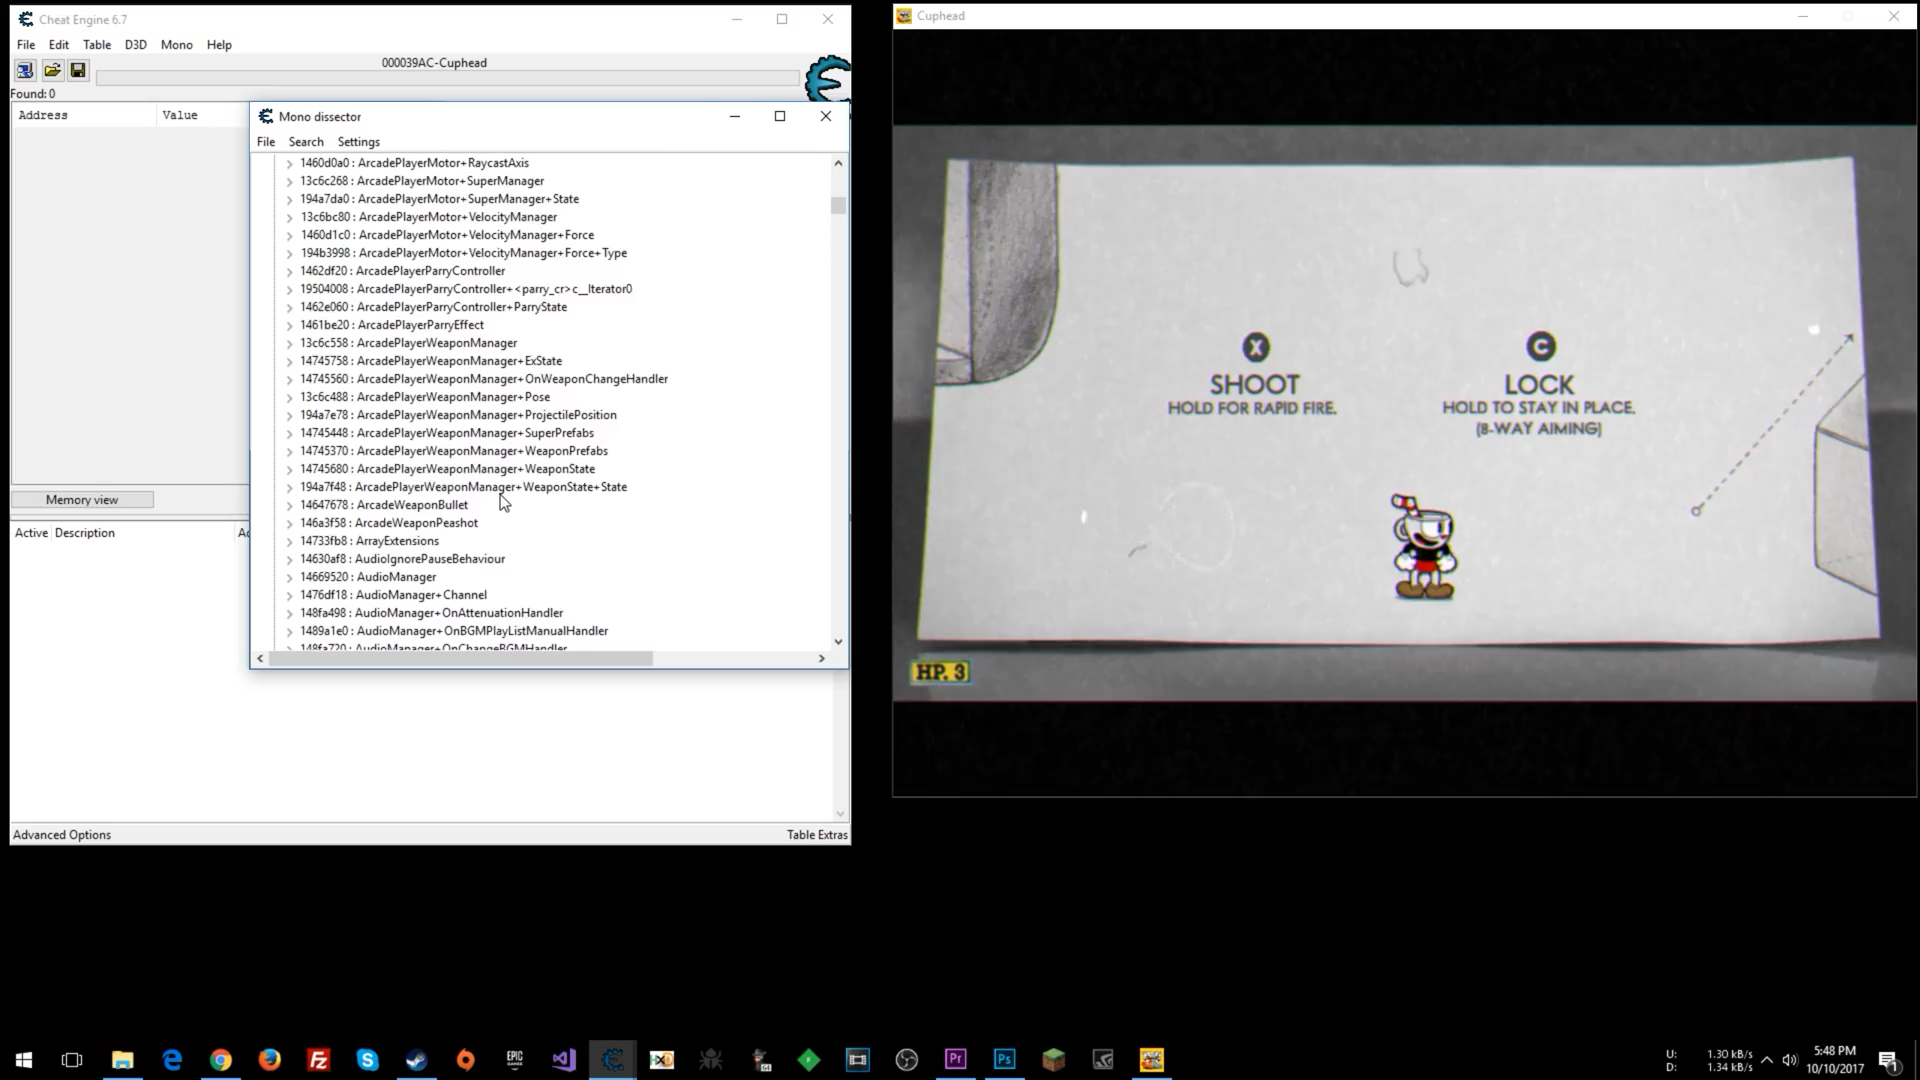 Cheat Engine 6.7
File Edit Table D3D Mono Help
000039AC-Cuphead
Found: 0
Address Value
Memory view
Active Description
Advanced Options
Table Extras
Mono dissector
File Search Settings
1460d0a0 : ArcadePlayerMotor+RaycastAxis
13c6c268 : ArcadePlayerMotor+SuperManager
194a7da0 : ArcadePlayerMotor+SuperManager+State
13c6bc80 : ArcadePlayerMotor+VelocityManager
1460d1c0 : ArcadePlayerMotor+VelocityManager+Force
194b3998 : ArcadePlayerMotor+VelocityManager+Force+Type
1462df20 : ArcadePlayerParryController
19504008 : ArcadePlayerParryController+<parry_cr>c__Iterator0
1462e060 : ArcadePlayerParryController+ParryState
1461be20 : ArcadePlayerParryEffect
13c6c558 : ArcadePlayerWeaponManager
14745758 : ArcadePlayerWeaponManager+ExState
14745560 : ArcadePlayerWeaponManager+OnWeaponChangeHandler
13c6c488 : ArcadePlayerWeaponManager+Pose
194a7e78 : ArcadePlayerWeaponManager+ProjectilePosition
14745448 : ArcadePlayerWeaponManager+SuperPrefabs
14745370 : ArcadePlayerWeaponManager+WeaponPrefabs
14745680 : ArcadePlayerWeaponManager+WeaponState
194a7f48 : ArcadePlayerWeaponManager+WeaponState+State
14647678 : ArcadeWeaponBullet
146a3f58 : ArcadeWeaponPeashot
14733fb8 : ArrayExtensions
14630af8 : AudioIgnorePauseBehaviour
14669520 : AudioManager
1476df18 : AudioManager+Channel
148fa498 : AudioManager+OnAttenuationHandler
1489a1e0 : AudioManager+OnBGMPlayListManualHandler
148fa720 : AudioManager+OnChangeBGMHandler
Cuphead
X
SHOOT
HOLD FOR RAPID FIRE.
C
LOCK
HOLD TO STAY IN PLACE.
(8-WAY AIMING)
HP. 3
EPIC
GAMES
Pr
Ps
U: 1.30 kB/s
D: 1.34 kB/s
5:48 PM
10/10/2017